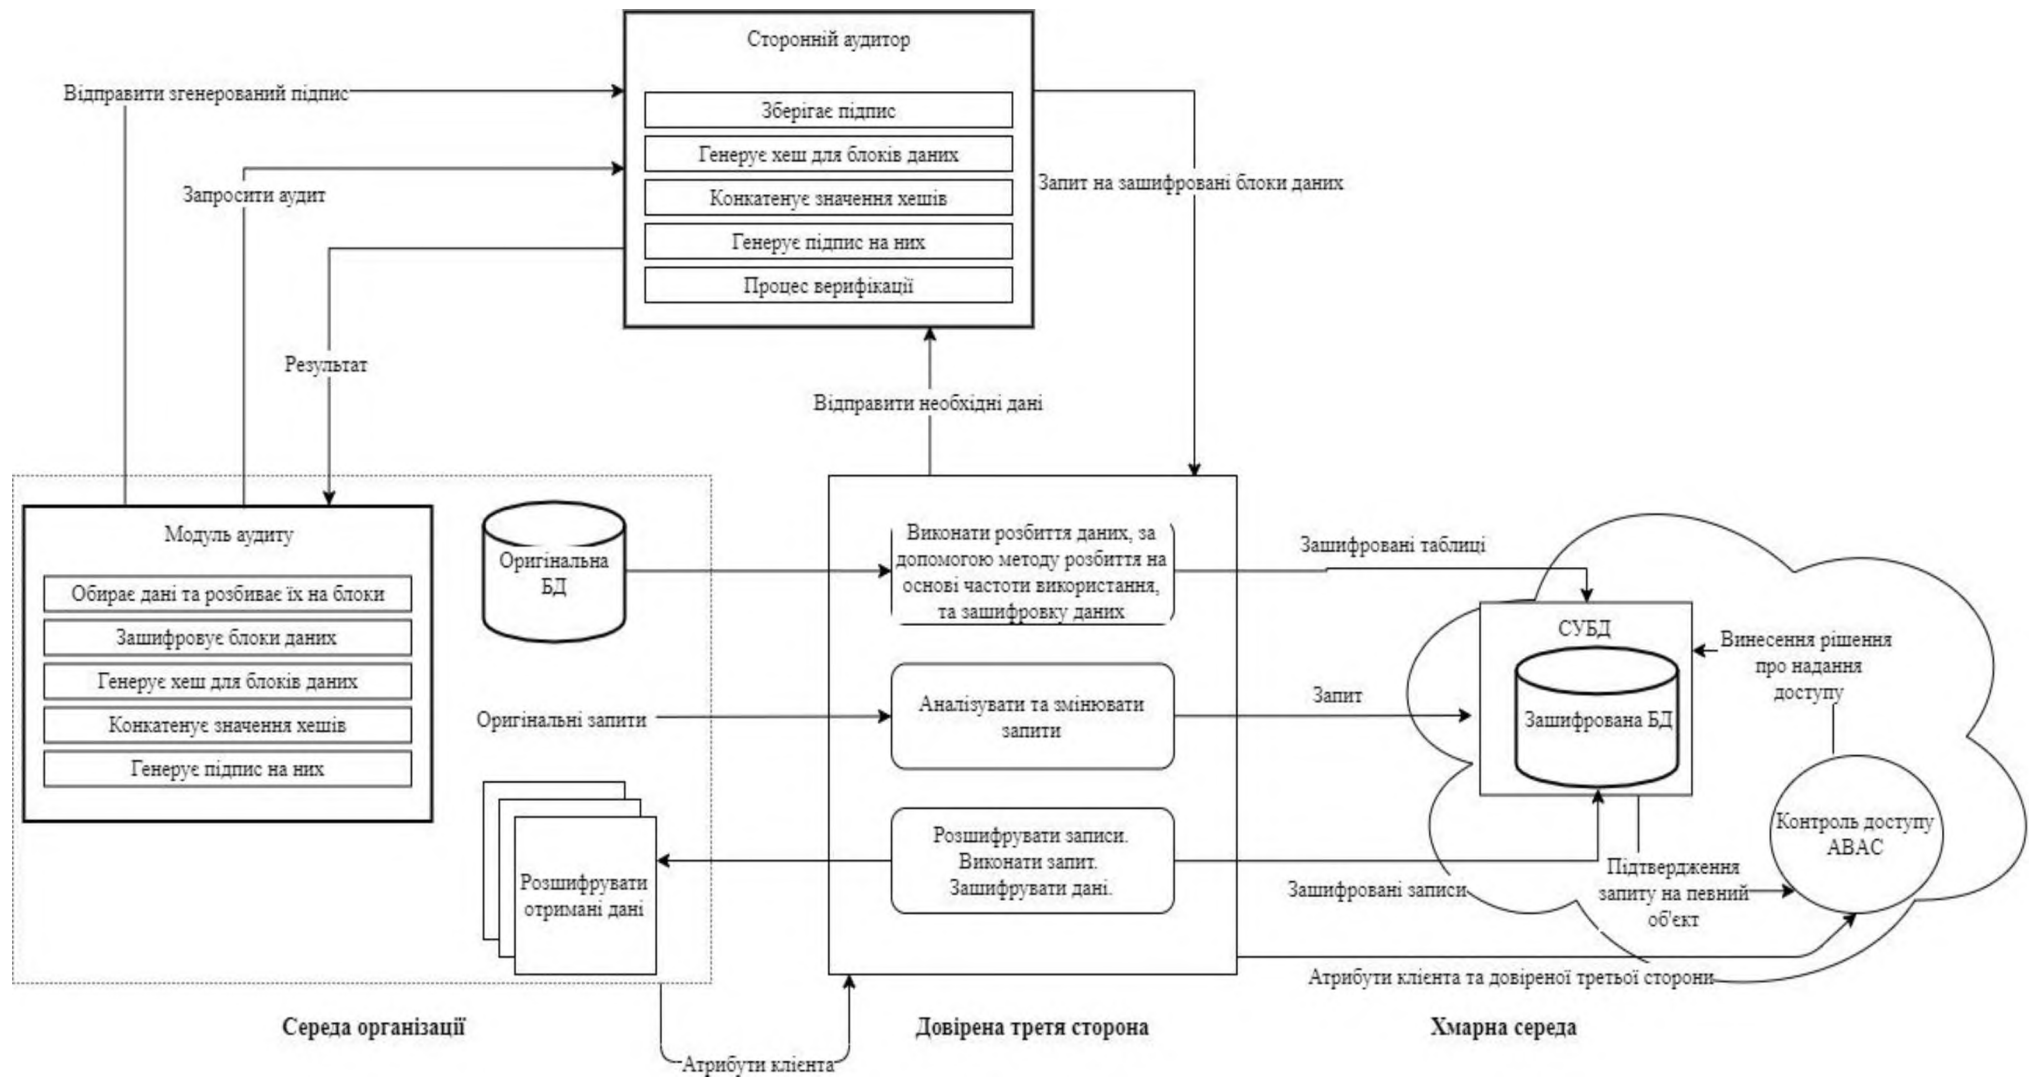 Сторонній аудитор
Відправити згенерований підпис
Зберігає підпис
Генерує хеш для блоків даних
Запросити аудит
Запит на зашифровані блоки даних
Конкатенує значення хешів
Генерує підпис на них
Процес верифікації
Результат
Відправити необхідні дані
Модуль аудиту
Обирає дані та розбиває їх на блоки
Зашифровує блоки даних
Генерує хеш для блоків даних
Конкатенує значення хешів
Генерує підпис на них
Оригінальна
БД
Оригінальні запити
Розшифрувати
отримані дані
Виконати розбиття даних, за
допомогою методу розбиття на
основі частоти використання,
та зашифровку даних
Аналізувати та змінювати
запити
Розшифрувати записи.
Виконати запит.
Зашифрувати дані.
Зашифровані таблиці
Запит
Зашифровані записи
СУБД
Зашифрована БД
Винесення рішення
про надання
доступу
Контроль доступу
ABAC
Підтвердження
запиту на певний
об'єкт
Атрибути клієнта та довіреної третьої сторони
Середа організації
Довірена третя сторона
Хмарна середа
Атрибути клієнта